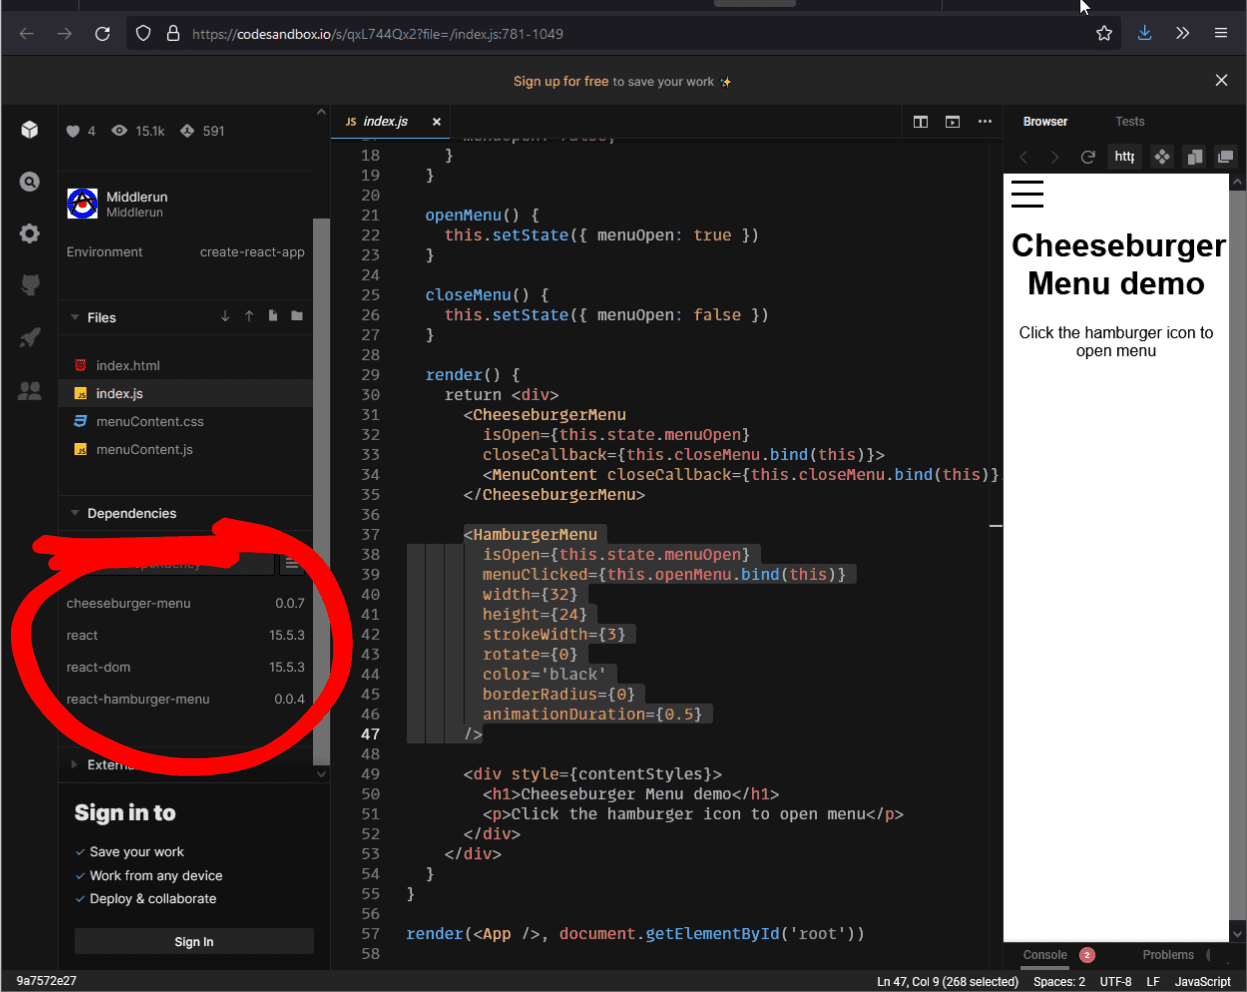 https://codesandbox.io/s/qxL744Qx2?file=/index.js:781-1049
Sign up for free to save your work ✨
4 15.1k 591
Middlerun
Middlerun
Environment create-react-app
Files
index.html
index.js
menuContent.css
menuContent.js
Dependencies
cheeseburger-menu 0.0.7
react 15.5.3
react-dom 15.5.3
react-hamburger-menu 0.0.4
Sign in to
Save your work
Work from any device
Deploy & collaborate
Sign In
JS index.js
18     }
19   }
20
21   openMenu() {
22     this.setState({ menuOpen: true })
23   }
24
25   closeMenu() {
26     this.setState({ menuOpen: false })
27   }
28
29   render() {
30     return <div>
31       <CheeseburgerMenu
32         isOpen={this.state.menuOpen}
33         closeCallback={this.closeMenu.bind(this)}>
34         <MenuContent closeCallback={this.closeMenu.bind(this)}
35       </CheeseburgerMenu>
36
37       <HamburgerMenu
38         isOpen={this.state.menuOpen}
39         menuClicked={this.openMenu.bind(this)}
40         width={32}
41         height={24}
42         strokeWidth={3}
43         rotate={0}
44         color='black'
45         borderRadius={0}
46         animationDuration={0.5}
47       />
48
49       <div style={contentStyles}>
50         <h1>Cheeseburger Menu demo</h1>
51         <p>Click the hamburger icon to open menu</p>
52       </div>
53     </div>
54   }
55 }
56
57 render(<App />, document.getElementById('root'))
58
Browser Tests
http
Cheeseburger
Menu demo
Click the hamburger icon to
open menu
Console 2 Problems
9a7572e27
Ln 47, Col 9 (268 selected) Spaces: 2 UTF-8 LF JavaScript